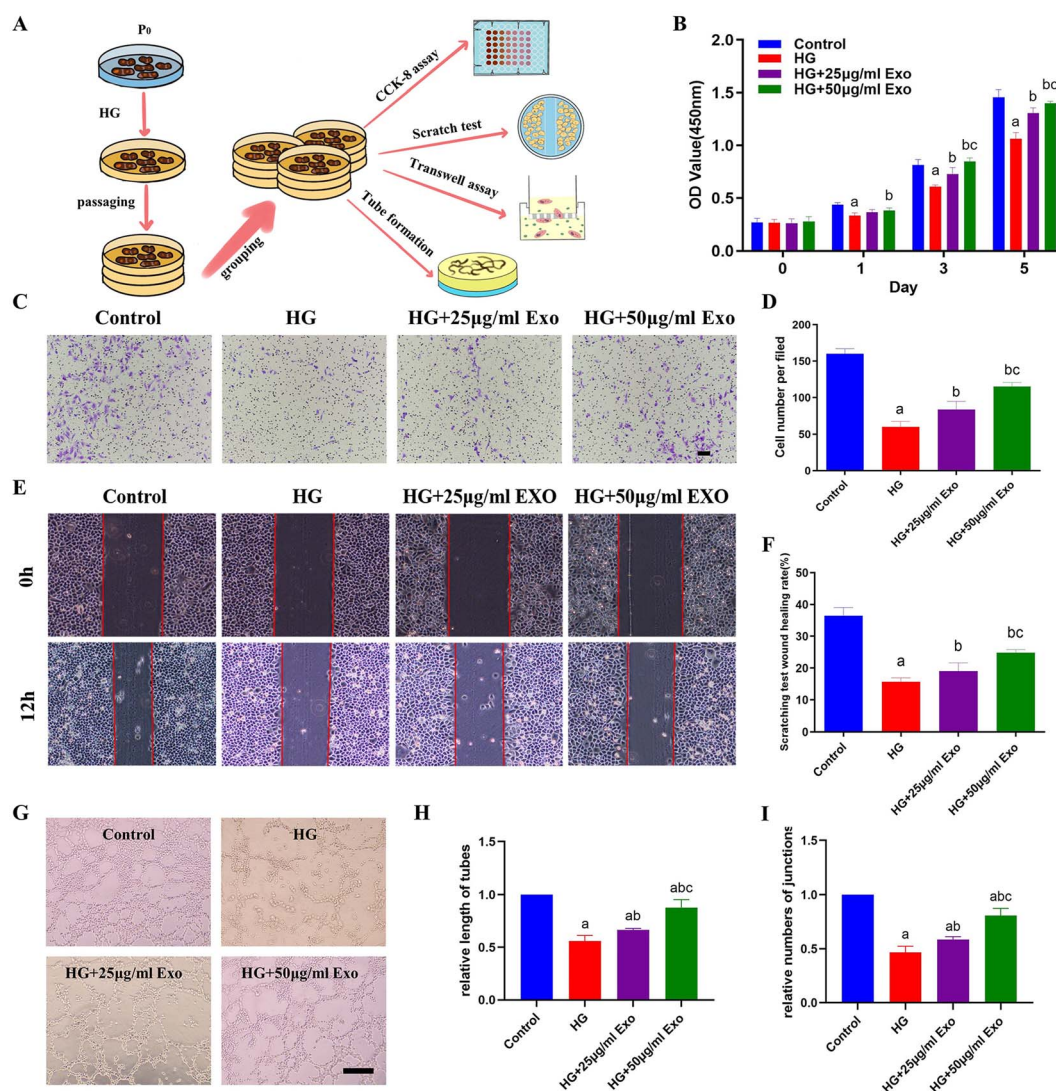 A
P₀
HG
passaging
grouping
CCK-8 assay
Scratch test
Transwell assay
Tube formation
B
OD Value(450nm)
2.0
1.5
1.0
0.5
0.0
Control
HG
HG+25μg/ml Exo
HG+50μg/ml Exo
a
b
a
b
bc
a
b
bc
0
1
3
5
Day
C
Control
HG
HG+25μg/ml Exo
HG+50μg/ml Exo
D
Cell number per filed
200
150
100
50
0
a
b
bc
Control
HG
HG+25μg/ml Exo
HG+50μg/ml Exo
E
Control
HG
HG+25μg/ml EXO
HG+50μg/ml EXO
0h
12h
F
Scratching test wound healing rate(%)
50
40
30
20
10
0
a
b
bc
Control
HG
HG+25μg/ml Exo
HG+50μg/ml Exo
G
Control
HG
HG+25μg/ml Exo
HG+50μg/ml Exo
H
relative length of tubes
1.5
1.0
0.5
0.0
a
ab
abc
Control
HG
HG+25μg/ml Exo
HG+50μg/ml Exo
I
relative numbers of junctions
1.5
1.0
0.5
0.0
a
ab
abc
Control
HG
HG+25μg/ml Exo
HG+50μg/ml Exo